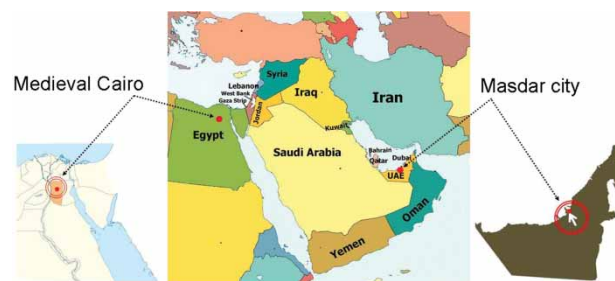 Medieval Cairo
Masdar city
Syria
Lebanon
West Bank
Gaza Strip
Jordan
Iraq
Iran
Egypt
Kuwait
Saudi Arabia
Bahrain
Qatar
Dubai
UAE
Oman
Yemen